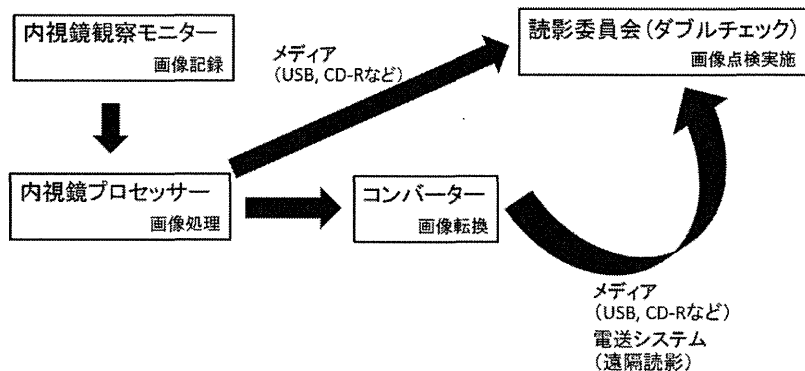 内視鏡観察モニター
画像記録
メディア
（USB, CD-Rなど）
読影委員会（ダブルチェック）
画像点検実施
内視鏡プロセッサー
画像処理
コンバーター
画像転換
メディア
（USB, CD-Rなど）
電送システム
（遠隔読影）